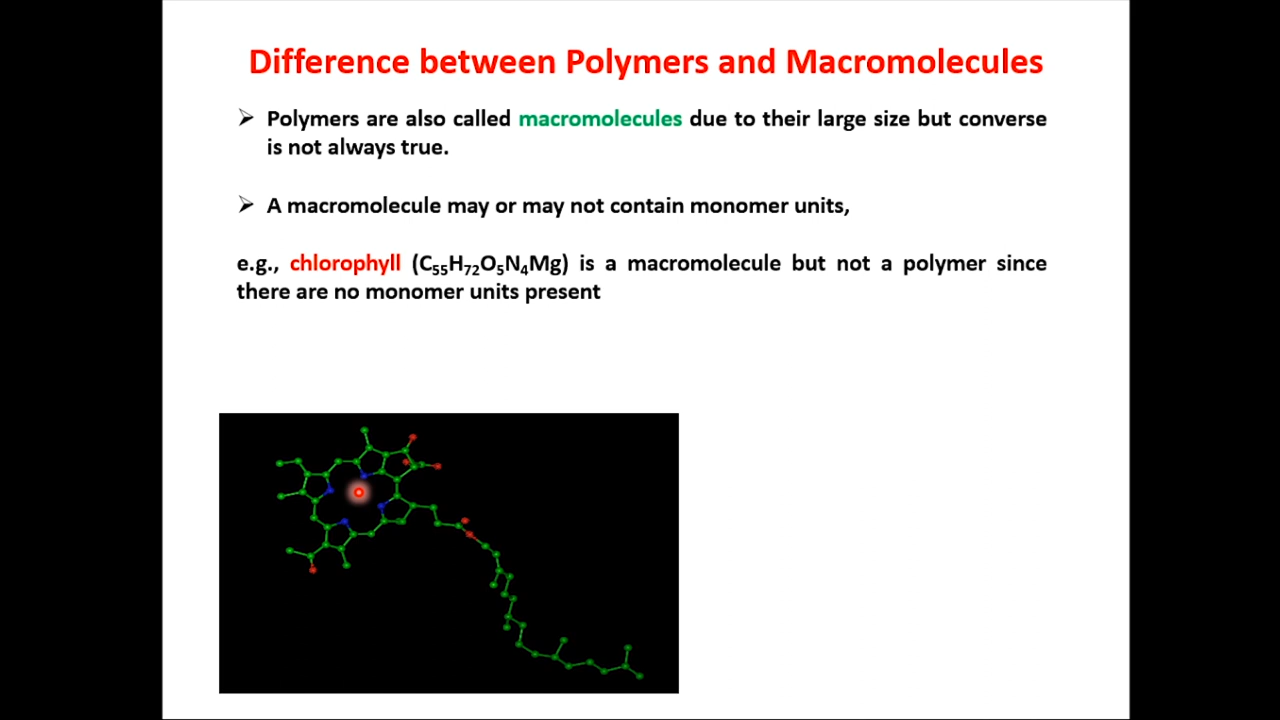 Difference between Polymers and Macromolecules
➢ Polymers are also called macromolecules due to their large size but converse
is not always true.
➢ A macromolecule may or may not contain monomer units,
e.g., chlorophyll (C₅₅H₇₂O₅N₄Mg) is a macromolecule but not a polymer since
there are no monomer units present